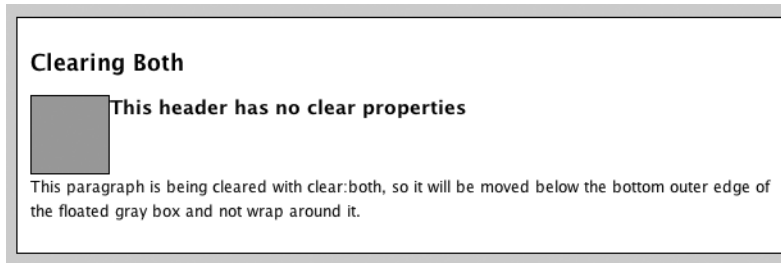 Clearing Both
This header has no clear properties
This paragraph is being cleared with clear:both, so it will be moved below the bottom outer edge of
the floated gray box and not wrap around it.